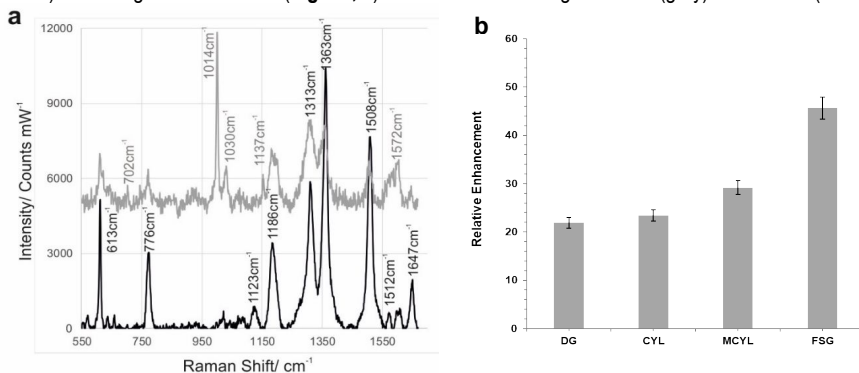 a
Intensity/ Counts mW⁻¹
12000
9000
6000
3000
0
550
750
950
1150
1350
1550
Raman Shift/ cm⁻¹
702cm⁻¹
1014cm⁻¹
1030cm⁻¹
1137cm⁻¹
1313cm⁻¹
1363cm⁻¹
1508cm⁻¹
1572cm⁻¹
613cm⁻¹
776cm⁻¹
1123cm⁻¹
1186cm⁻¹
1512cm⁻¹
1647cm⁻¹
b
Relative Enhancement
60
50
40
30
20
10
0
DG
CYL
MCYL
FSG